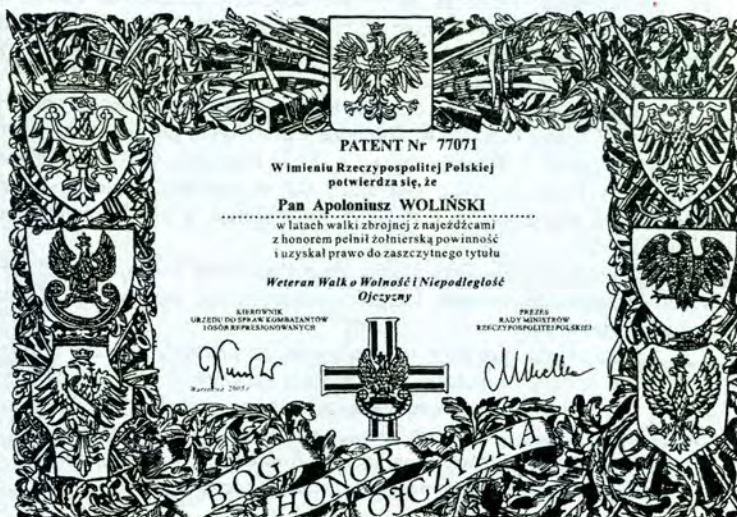 PATENT Nr 77071
W imieniu Rzeczypospolitej Polskiej
potwierdza się, że
Pan Apoloniusz WOLIŃSKI
w latach walki zbrojnej z najeźdźcami
z honorem pełnił żołnierską powinność
i uzyskał prawo do zaszczytnego tytułu
Weteran Walk o Wolność i Niepodległość
Ojczyzny
KIEROWNIK
URZĘDU DO SPRAW KOMBATANTÓW
I OSÓB REPRESJONOWANYCH
PREZES
RADY MINISTRÓW
RZECZYPOSPOLITEJ POLSKIEJ
BÓG
HONOR
OJCZYZNA